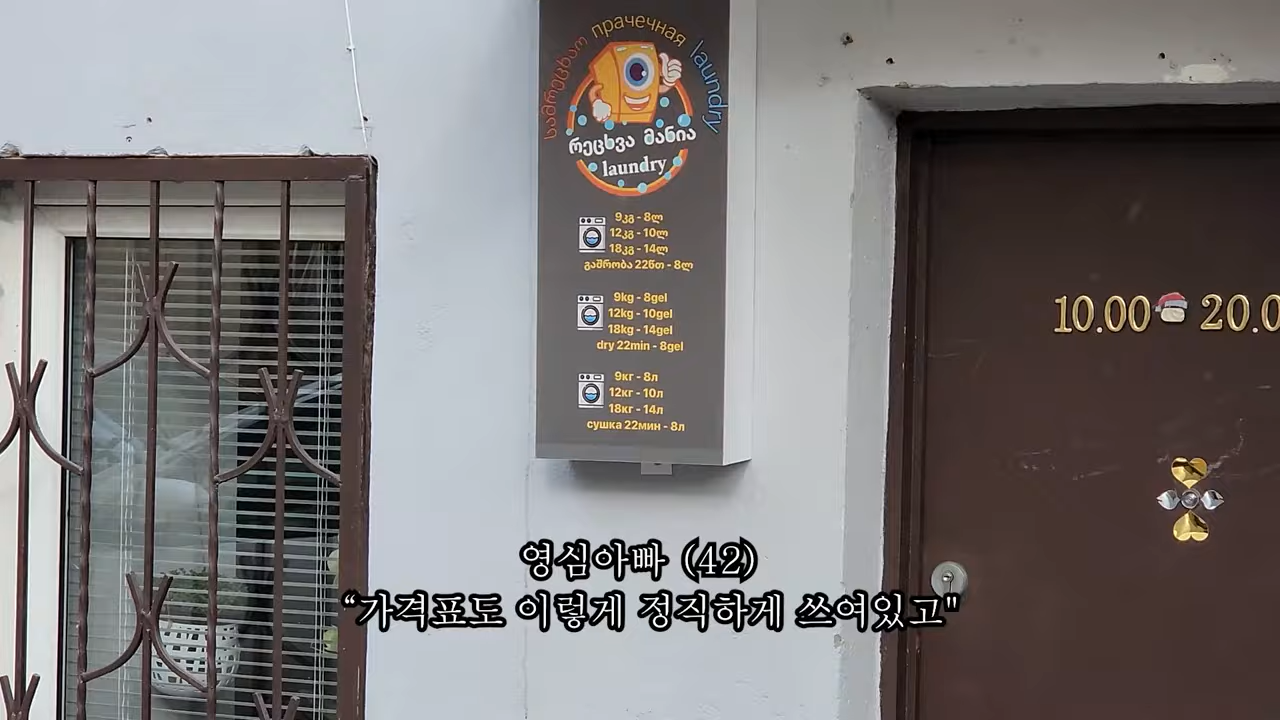 სამრეცხაო прачечная laundry
რეცხვა მანია
laundry
9კგ - 8ლ
12კგ - 10ლ
18კგ - 14ლ
გაშრობა 22წთ - 8ლ
9kg - 8gel
12kg - 10gel
18kg - 14gel
dry 22min - 8gel
9кг - 8л
12кг - 10л
18кг - 14л
сушка 22мин - 8л
10.00 20.0
영심아빠 (42)
“가격표도 이렇게 정직하게 쓰여있고"